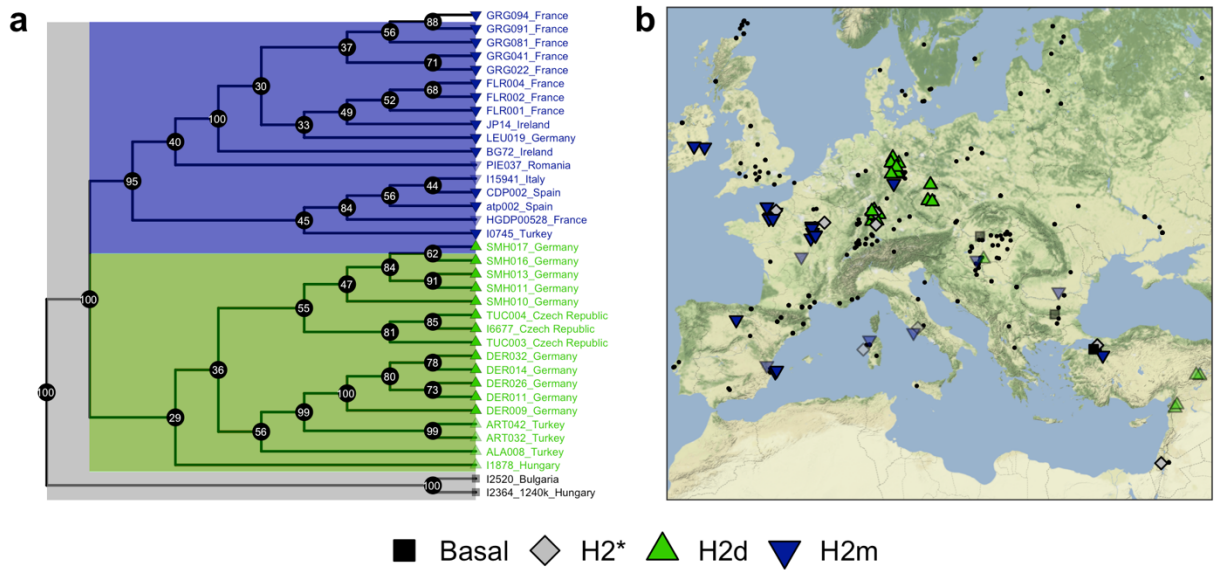 a
b
GRG094_France
88
GRG091_France
56
GRG081_France
37
GRG041_France
71
GRG022_France
30
FLR004_France
68
FLR002_France
52
FLR001_France
49
100
JP14_Ireland
33
LEU019_Germany
40
BG72_Ireland
PIE037_Romania
95
I15941_Italy
44
CDP002_Spain
56
atp002_Spain
84
HGDP00528_France
45
I0745_Turkey
SMH017_Germany
62
SMH016_Germany
84
SMH013_Germany
91
47
SMH011_Germany
SMH010_Germany
100
55
TUC004_Czech Republic
85
I6677_Czech Republic
81
TUC003_Czech Republic
DER032_Germany
78
36
DER014_Germany
80
DER026_Germany
73
100
DER011_Germany
100
DER009_Germany
99
ART042_Turkey
99
29
56
ART032_Turkey
ALA008_Turkey
I1878_Hungary
I2520_Bulgaria
100
I2364_1240k_Hungary
Basal
H2*
H2d
H2m